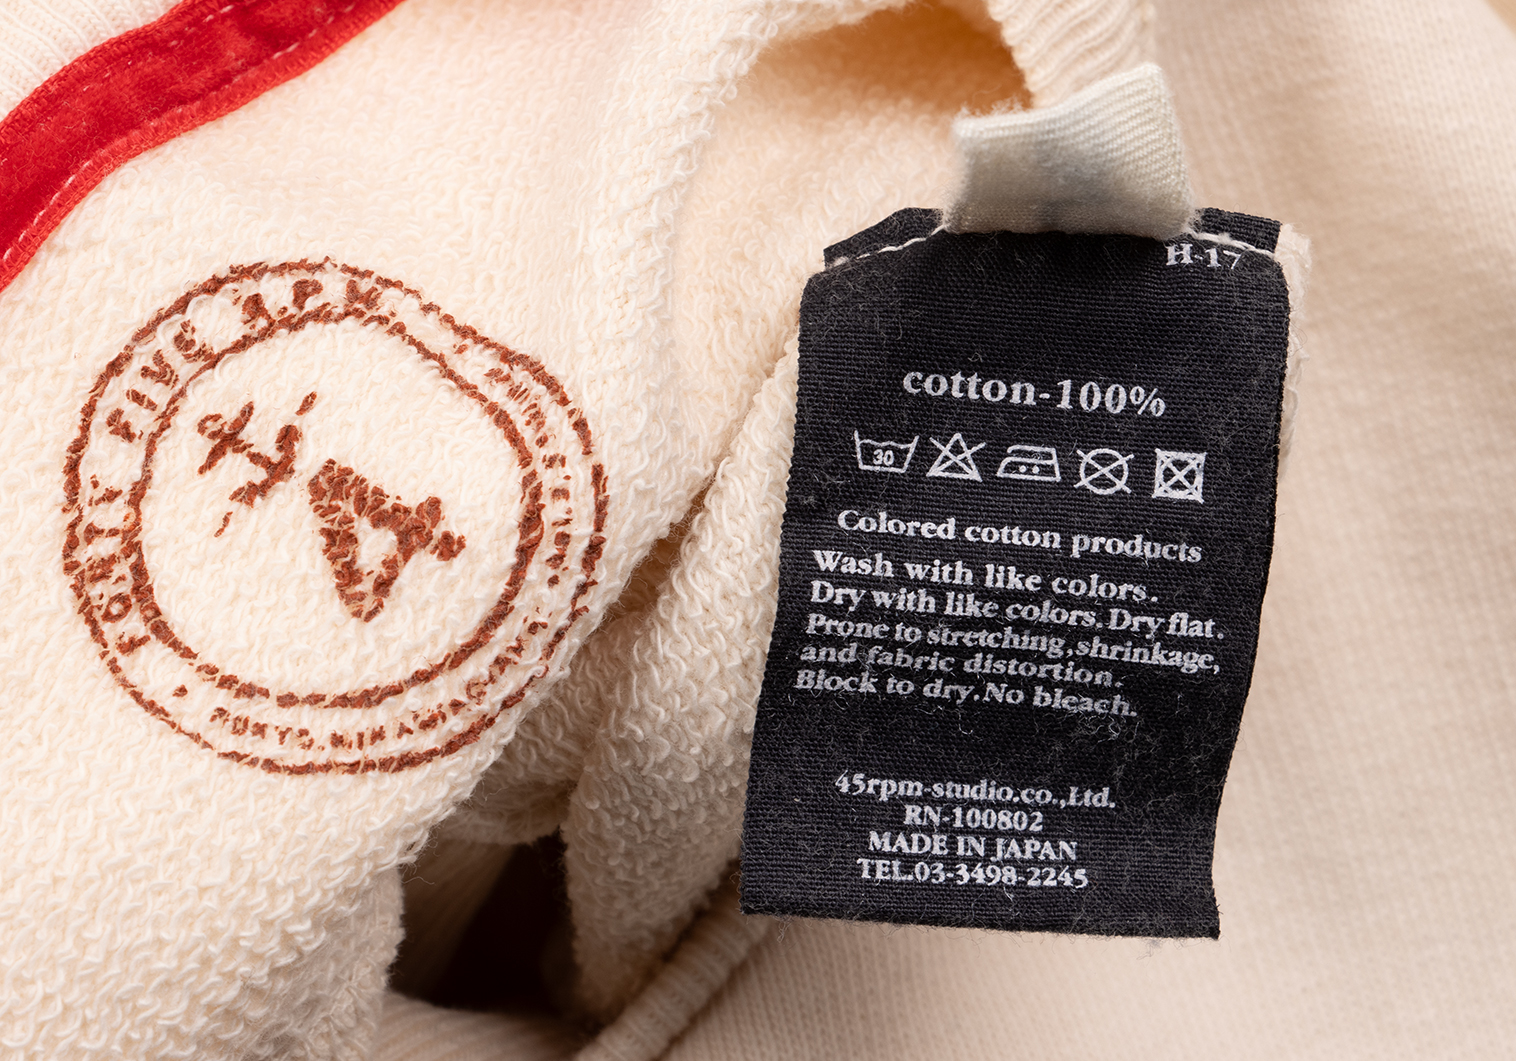 FORTY FIVE R.P.M
H-17
cotton-100%
30
Colored cotton products
Wash with like colors.
Dry with like colors. Dry flat.
Prone to stretching, shrinkage,
and fabric distortion.
Block to dry. No bleach.
45rpm-studio.co.,Ltd.
RN-100802
MADE IN JAPAN
TEL.03-3498-2245